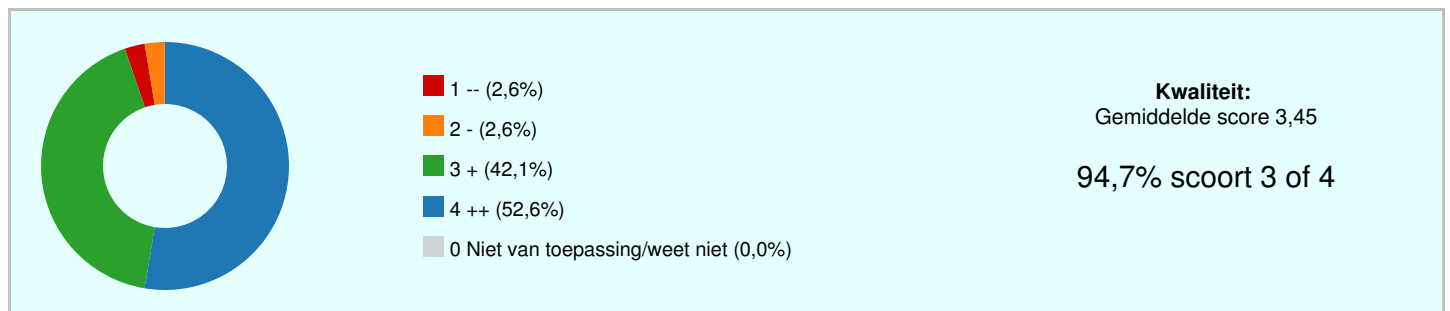 1 -- (2,6%)
2 - (2,6%)
3 + (42,1%)
4 ++ (52,6%)
0 Niet van toepassing/weet niet (0,0%)
Kwaliteit:
Gemiddelde score 3,45
94,7% scoort 3 of 4